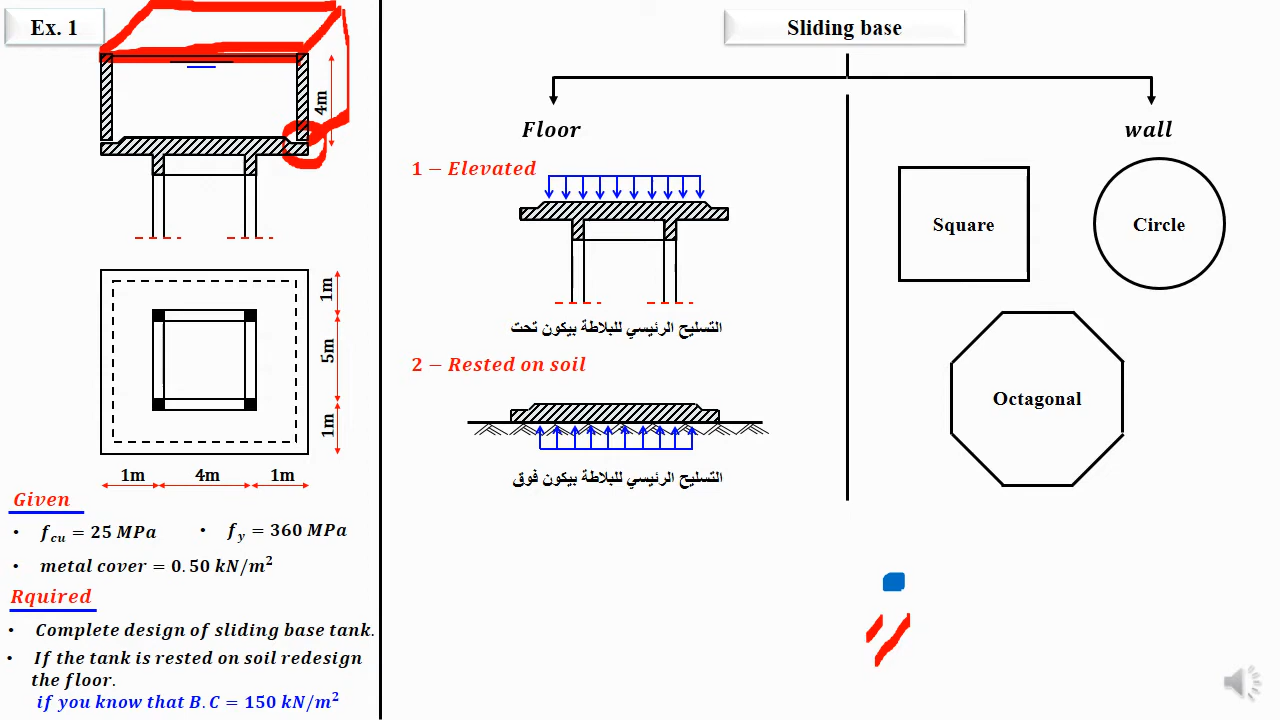 Ex. 1
4m
1m
5m
1m
1m 4m 1m
Given
• f_cu = 25 MPa • f_y = 360 MPa
• metal cover = 0.50 kN/m²
Rquired
• Complete design of sliding base tank.
• If the tank is rested on soil redesign
the floor.
if you know that B.C = 150 kN/m²
Sliding base
Floor
1 − Elevated
التسليح الرئيسي للبلاطة بيكون تحت
2 − Rested on soil
التسليح الرئيسي للبلاطة بيكون فوق
wall
Square
Circle
Octagonal